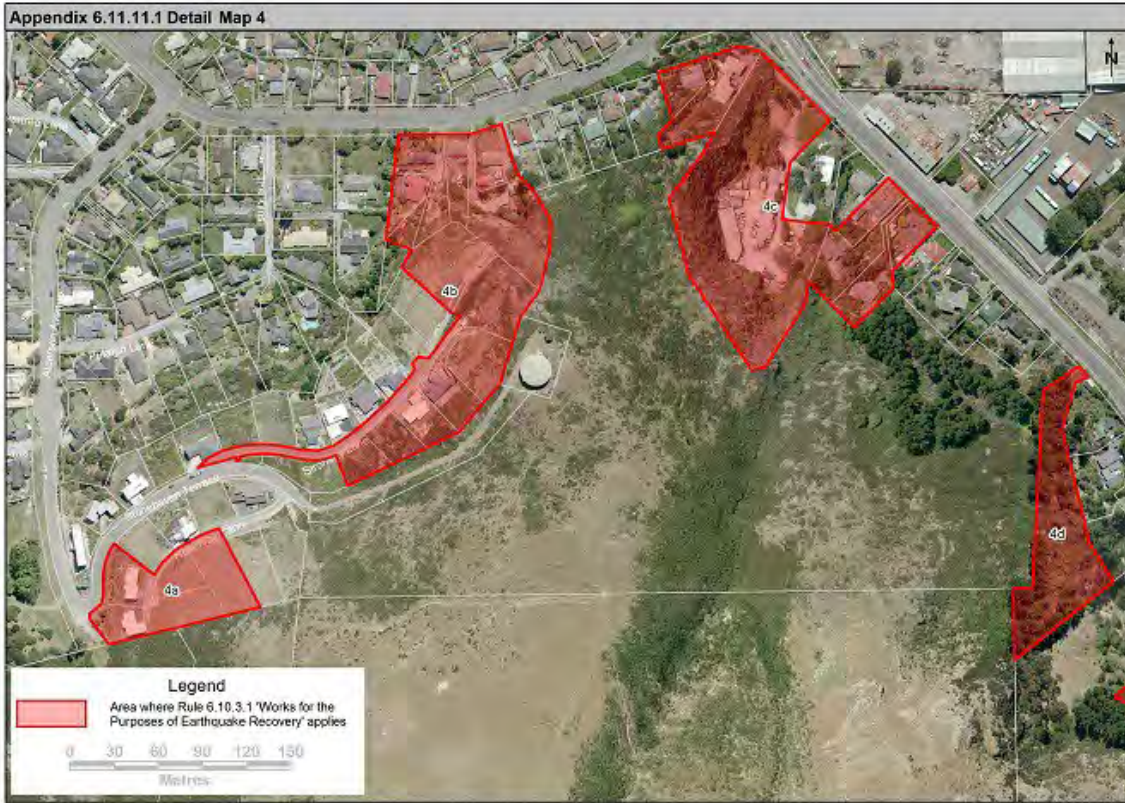 Appendix 6.11.11.1 Detail Map 4
N
4c
4b
4d
4a
Legend
Area where Rule 6.10.3.1 'Works for the
Purposes of Earthquake Recovery' applies
0 30 60 90 120 150
Metres